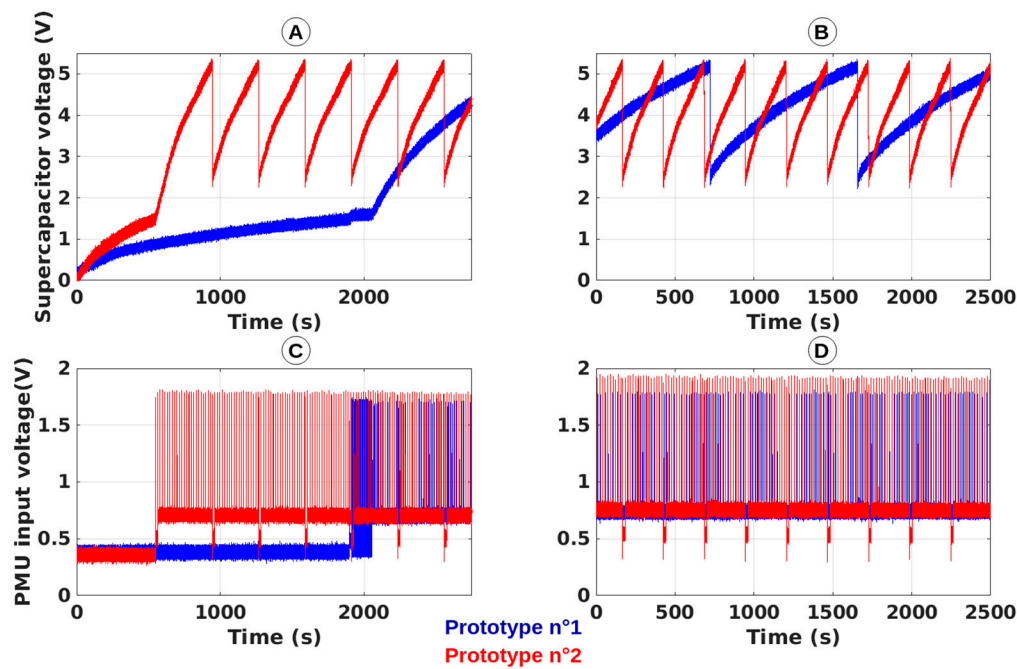 A B
Supercapacitor voltage (V)
5 5
4 4
3 3
2 2
1 1
0 0
0 1000 2000 0 500 1000 1500 2000 2500
Time (s) Time (s)
C D
PMU input voltage(V)
2 2
1.5 1.5
1 1
0.5 0.5
0 0
0 1000 2000 0 500 1000 1500 2000 2500
Time (s) Time (s)
Prototype n°1
Prototype n°2